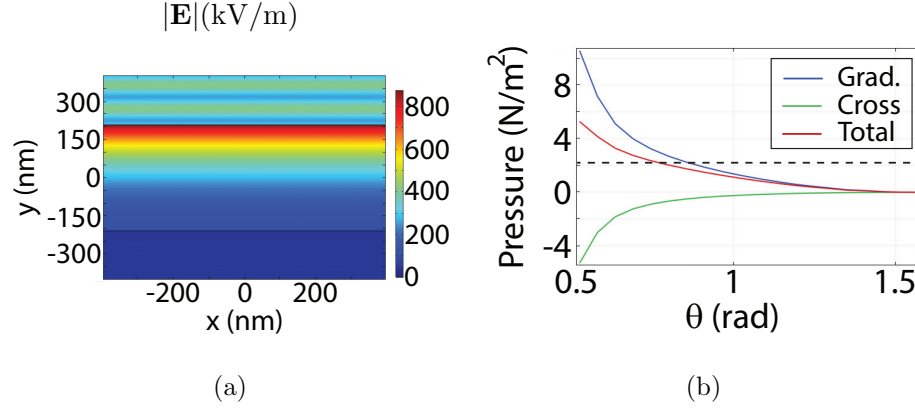 |E|(kV/m)
300
150
0
-150
-300
y (nm)
-200
0
200
x (nm)
800
600
400
200
0
(a)
8
4
0
-4
Pressure (N/m²)
Grad.
Cross
Total
0.5
1
1.5
θ (rad)
(b)